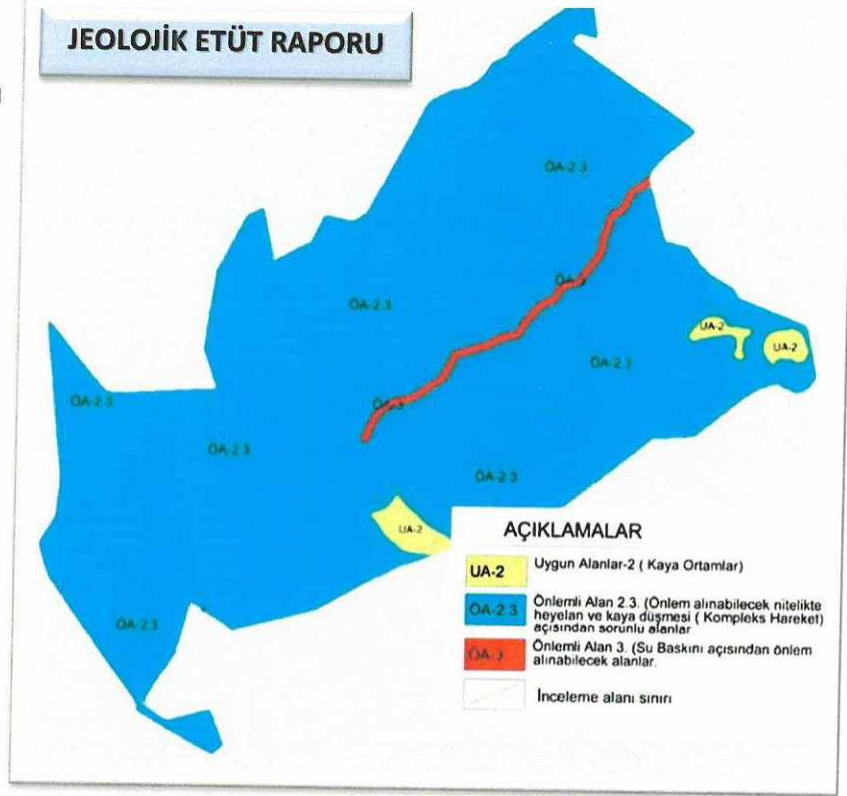 JEOLOJİK ETÜT RAPORU
ÖA-2.3
ÖA-3
ÖA-2.3
UA-2
UA-2
ÖA-2.3
ÖA-2.3
ÖA-3
ÖA-2.3
ÖA-2.3
UA-2
ÖA-2.3
AÇIKLAMALAR
UA-2 Uygun Alanlar-2 ( Kaya Ortamlar)
ÖA-2.3 Önlemli Alan 2.3. (Önlem alınabilecek nitelikte
heyelan ve kaya düşmesi ( Kompleks Hareket)
açısından sorunlu alanlar
ÖA-3 Önlemli Alan 3. (Su Baskını açısından önlem
alınabilecek alanlar.
İnceleme alanı sınırı